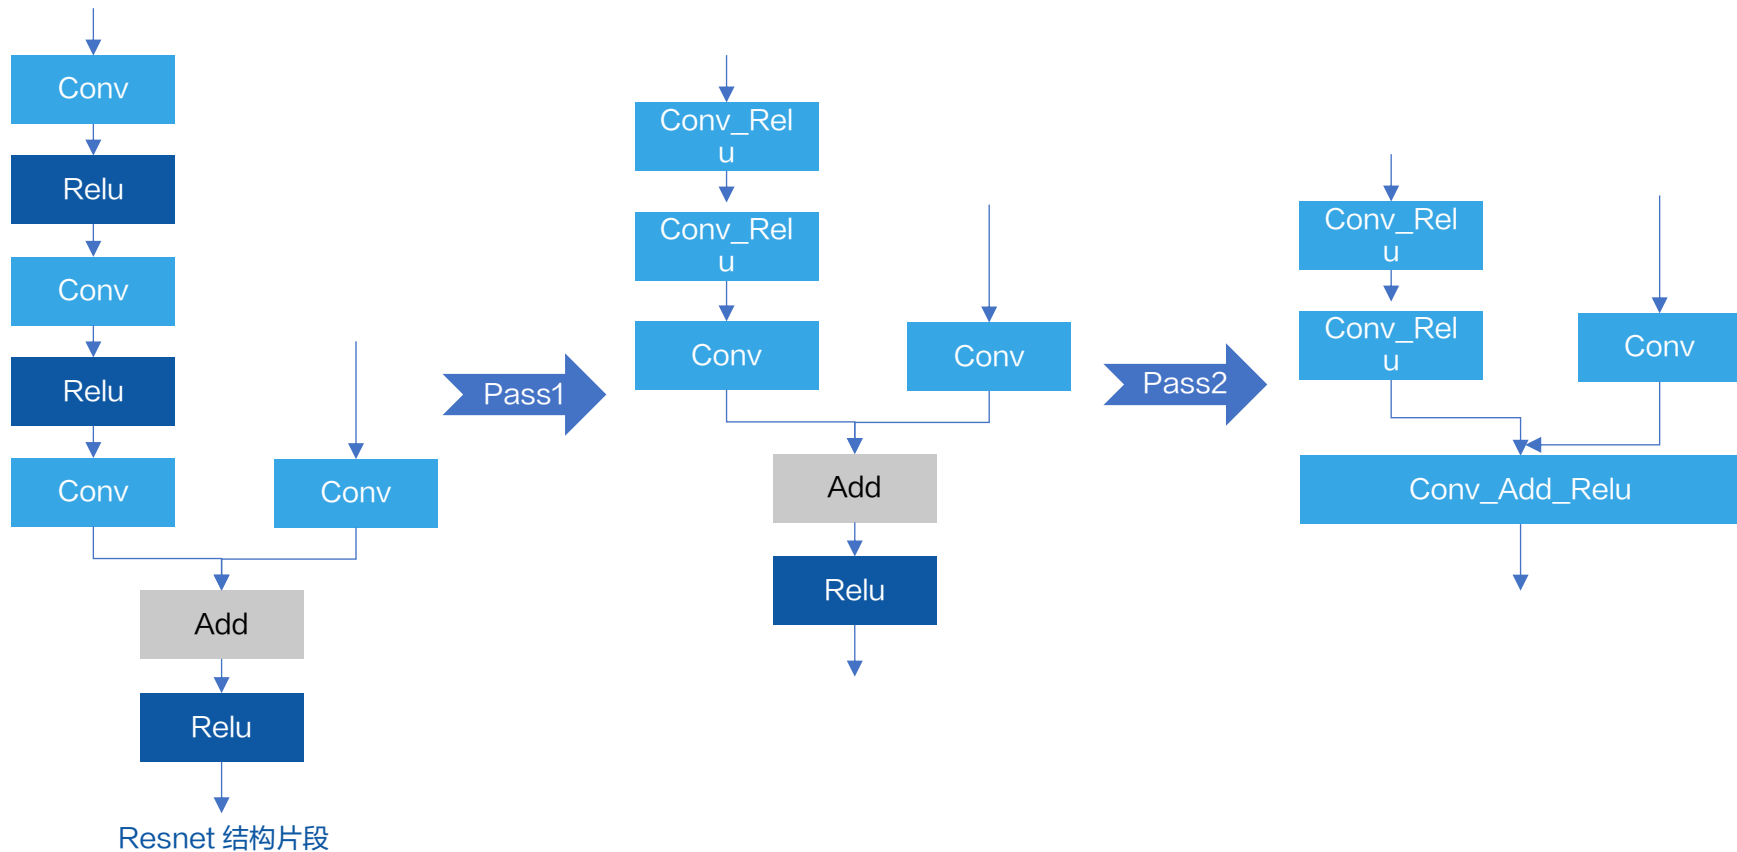 Conv
Relu
Conv
Relu
Conv
Conv
Add
Relu
Resnet 结构片段
Pass1
Conv_Rel
u
Conv_Rel
u
Conv
Conv
Add
Relu
Pass2
Conv_Rel
u
Conv_Rel
u
Conv
Conv_Add_Relu